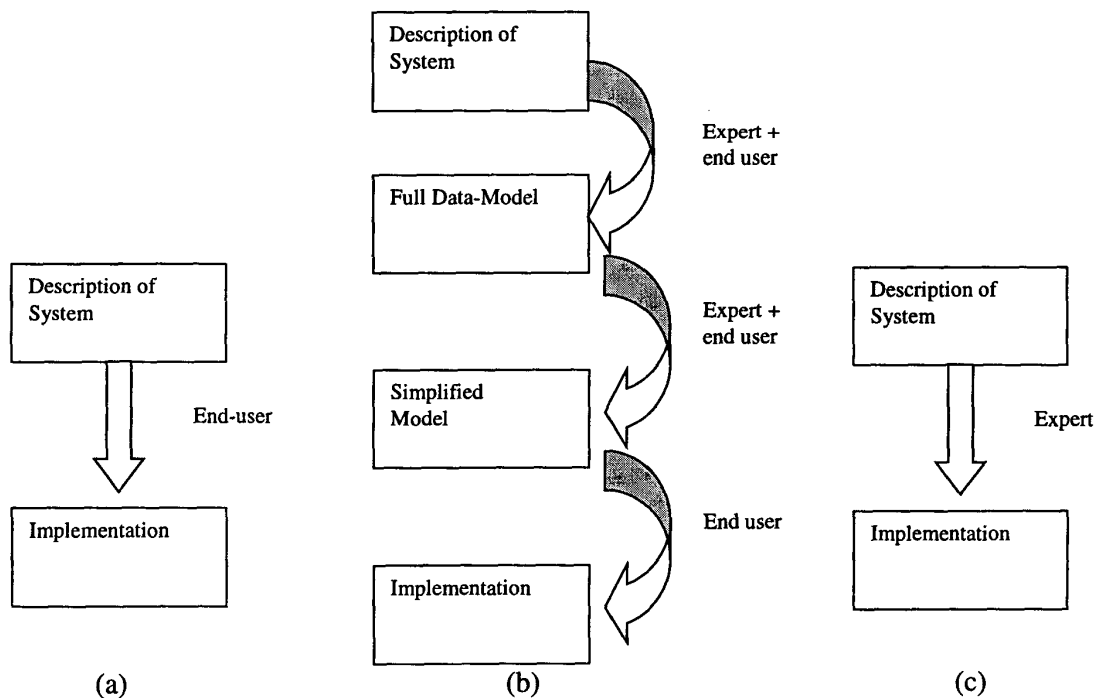 Description of
System
End-user
Implementation
(a)
Description of
System
Expert +
end user
Full Data-Model
Expert +
end user
Simplified
Model
End user
Implementation
(b)
Description of
System
Expert
Implementation
(c)